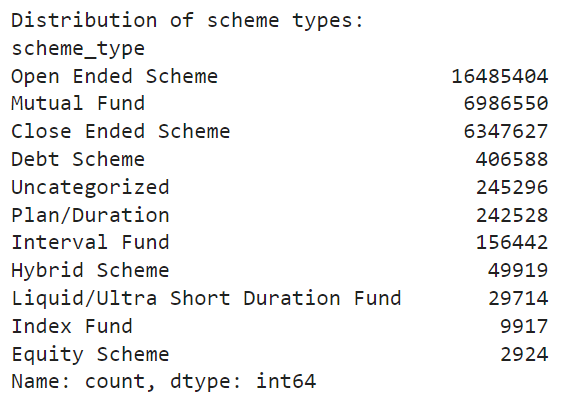 Distribution of scheme types:
scheme_type
Open Ended Scheme 16485404
Mutual Fund 6986550
Close Ended Scheme 6347627
Debt Scheme 406588
Uncategorized 245296
Plan/Duration 242528
Interval Fund 156442
Hybrid Scheme 49919
Liquid/Ultra Short Duration Fund 29714
Index Fund 9917
Equity Scheme 2924
Name: count, dtype: int64